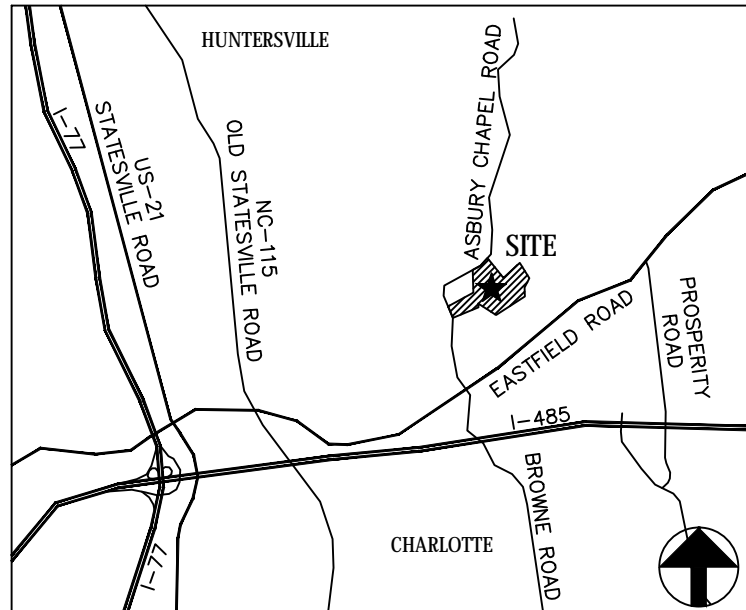 HUNTERSVILLE
I-77
US-21
STATESVILLE ROAD
NC-115
OLD STATESVILLE ROAD
ASBURY CHAPEL ROAD
SITE
EASTFIELD ROAD
PROSPERITY
ROAD
I-485
BROWNE ROAD
CHARLOTTE
I-77